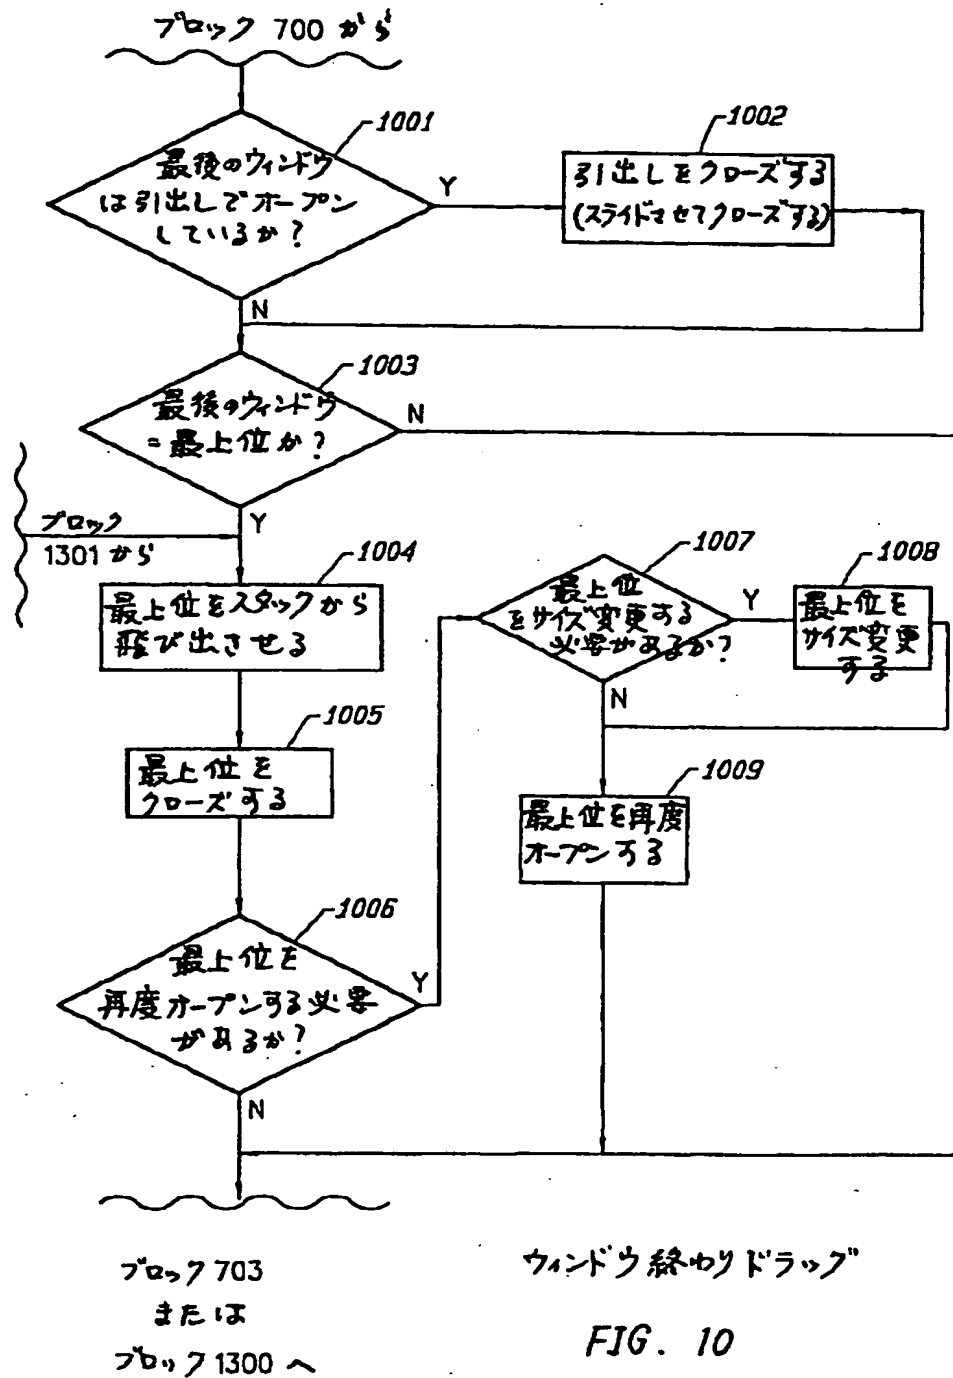 ブロック 700 から
1001
最後のウィンドウ
は引出しでオープン
しているか?
Y
N
1002
引出しをクローズする
(スライドさせてクローズする)
1003
最後のウィンドウ
=最上位か?
N
Y
ブロック
1301 から
1004
最上位をスタックから
飛び出させる
1005
最上位を
クローズする
1006
最上位を
再度オープンする必要
があるか?
Y
N
1007
最上位
をサイズ変更する
必要があるか?
Y
N
1008
最上位を
サイズ変更
する
1009
最上位を再度
オープンする
ブロック 703
または
ブロック 1300 へ
ウィンドウ終わりドラッグ
FIG. 10